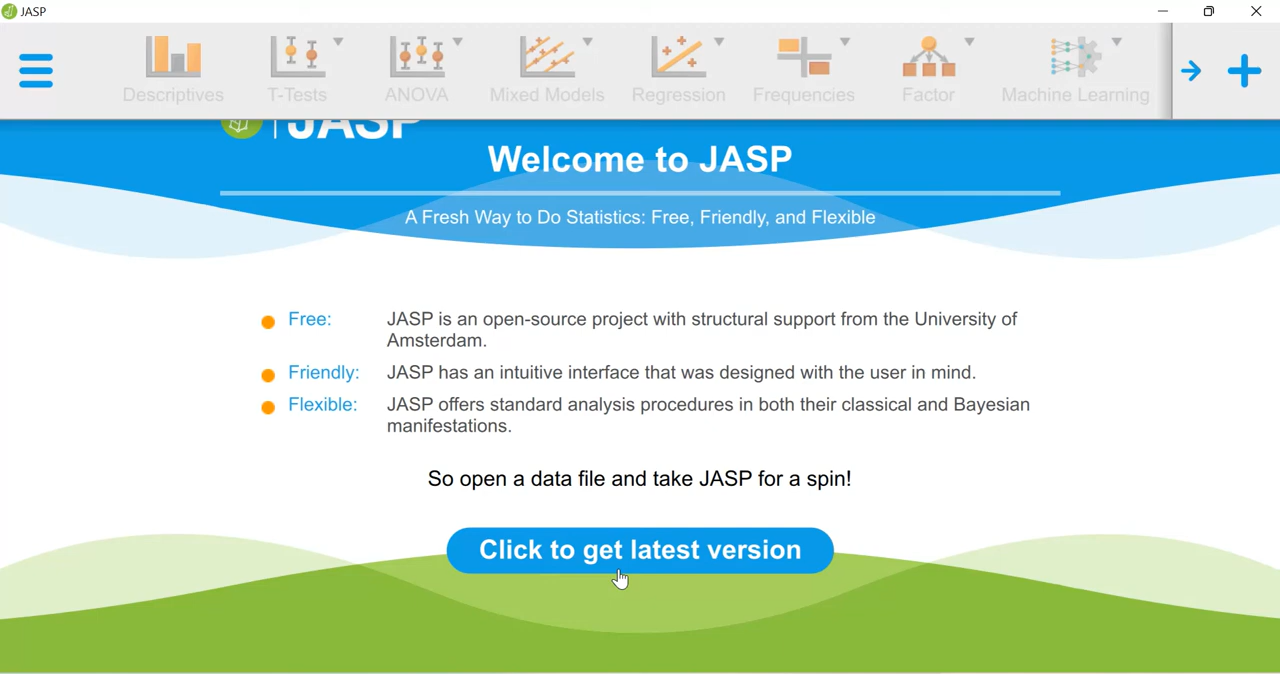 JASP
Descriptives T-Tests ANOVA Mixed Models Regression Frequencies Factor Machine Learning
JASP
Welcome to JASP
A Fresh Way to Do Statistics: Free, Friendly, and Flexible
Free: JASP is an open-source project with structural support from the University of
Amsterdam.
Friendly: JASP has an intuitive interface that was designed with the user in mind.
Flexible: JASP offers standard analysis procedures in both their classical and Bayesian
manifestations.
So open a data file and take JASP for a spin!
Click to get latest version